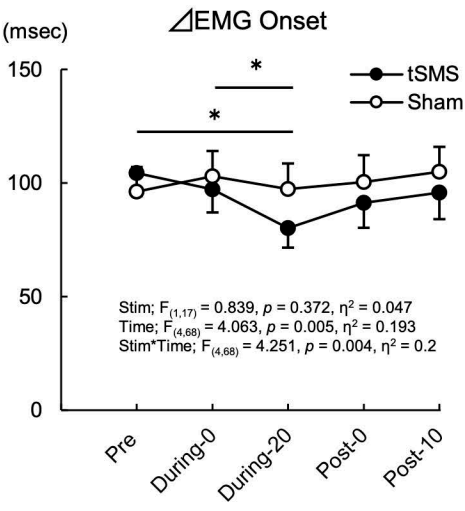 (msec)
⊿EMG Onset
150
*
tSMS
*
Sham
100
50
Stim; F(1,17) = 0.839, p = 0.372, η² = 0.047
Time; F(4,68) = 4.063, p = 0.005, η² = 0.193
Stim*Time; F(4,68) = 4.251, p = 0.004, η² = 0.2
0
Pre
During-0
During-20
Post-0
Post-10